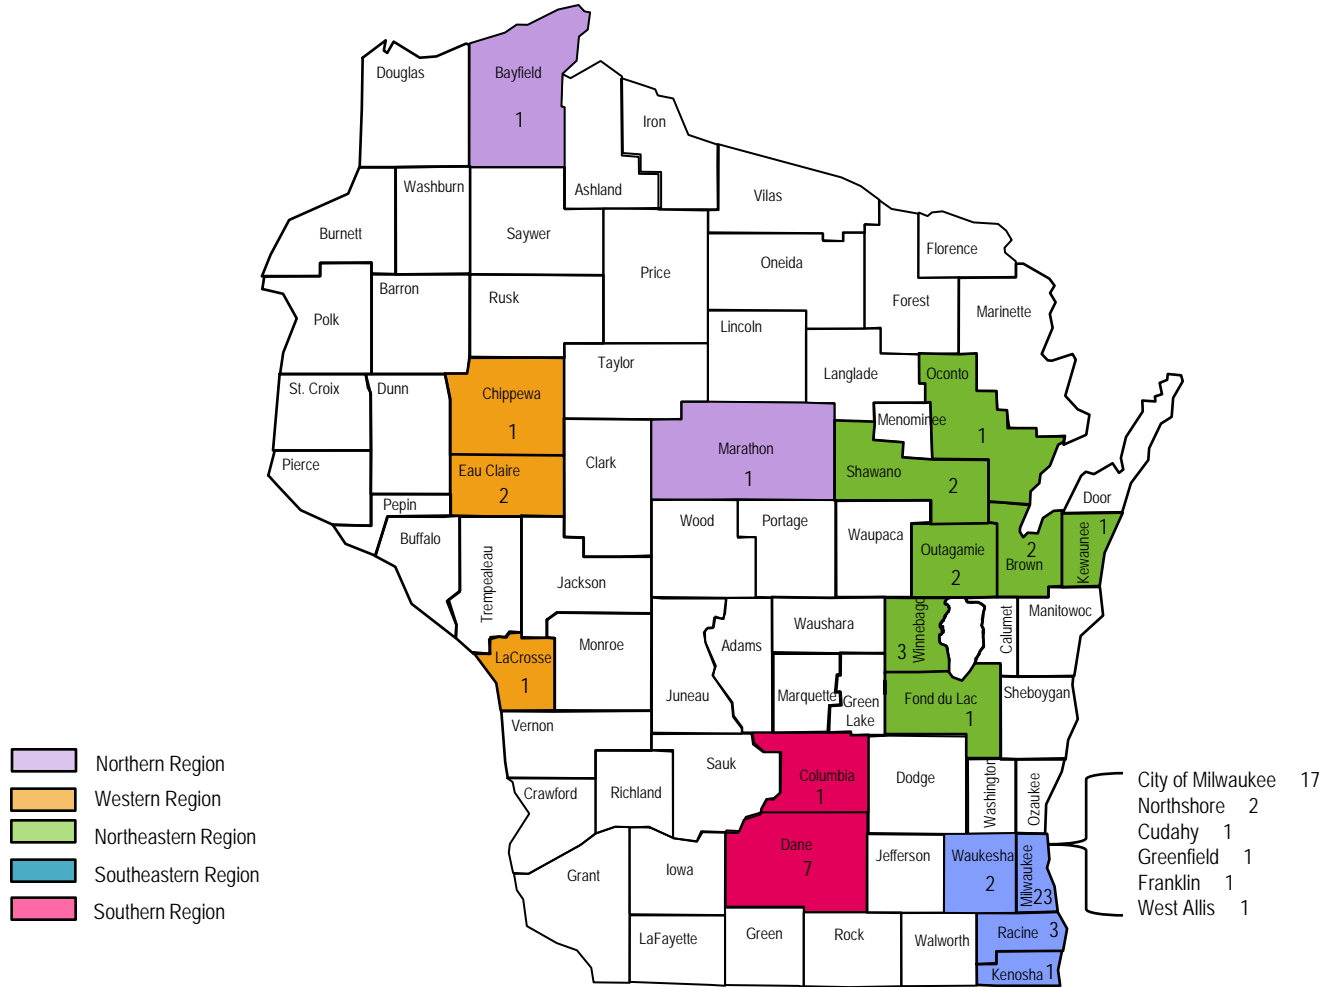 Douglas
Bayfield
1
Iron
Ashland
Washburn
Vilas
Burnett
Saywer
Florence
Oneida
Price
Barron
Rusk
Forest
Marinette
Polk
Lincoln
Taylor
Langlade
Oconto
St. Croix
Dunn
Chippewa
1
Menominee
1
Marathon
1
Clark
Pierce
Eau Claire
2
Shawano
2
Pepin
Door
Wood
Portage
Waupaca
Buffalo
Outagamie
2
2
Brown
Kewaunee
1
Trempealeau
Jackson
Waushara
Winnebago
3
Calumet
Manitowoc
Monroe
Adams
LaCrosse
1
Juneau
Marquette
Green
Lake
Fond du Lac
1
Sheboygan
Vernon
Sauk
Columbia
1
Dodge
Washington
Ozaukee
Crawford
Richland
Dane
7
Jefferson
Waukesha
2
Milwaukee
23
Grant
Iowa
Racine 3
LaFayette
Green
Rock
Walworth
Kenosha 1
Northern Region
Western Region
Northeastern Region
Southeastern Region
Southern Region
City of Milwaukee 17
Northshore 2
Cudahy 1
Greenfield 1
Franklin 1
West Allis 1